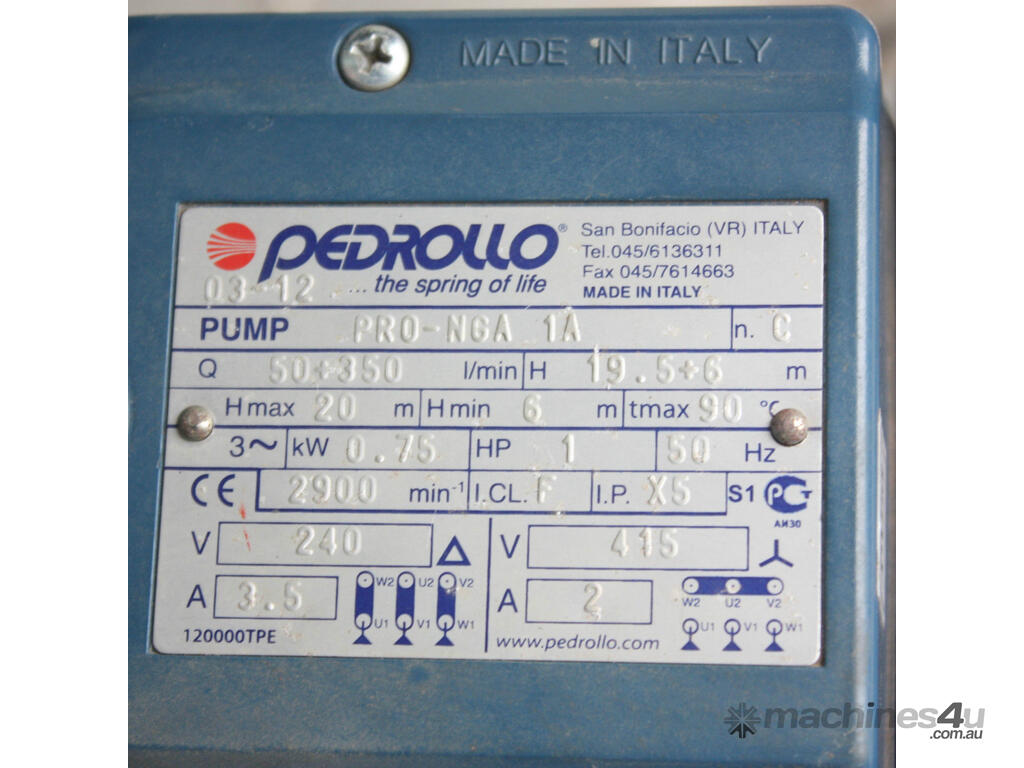 MADE IN ITALY
PEDROLLO®
... the spring of life
San Bonifacio (VR) ITALY
Tel.045/6136311
Fax 045/7614663
MADE IN ITALY
03-12
PUMP PRO-NGA 1A n. C
Q 50÷350 l/min H 19.5÷6 m
H max 20 m H min 6 m tmax 90 °C
3~ kW 0.75 HP 1 50 Hz
CE 2900 min-1 I.CL. F I.P. X5 S1 PCT
АИ30
V 240 Δ V 415
A 3.5 W2 U2 V2 A 2 W2 U2 V2
U1 V1 W1 U1 V1 W1
120000TPE www.pedrollo.com
machines4u
.com.au